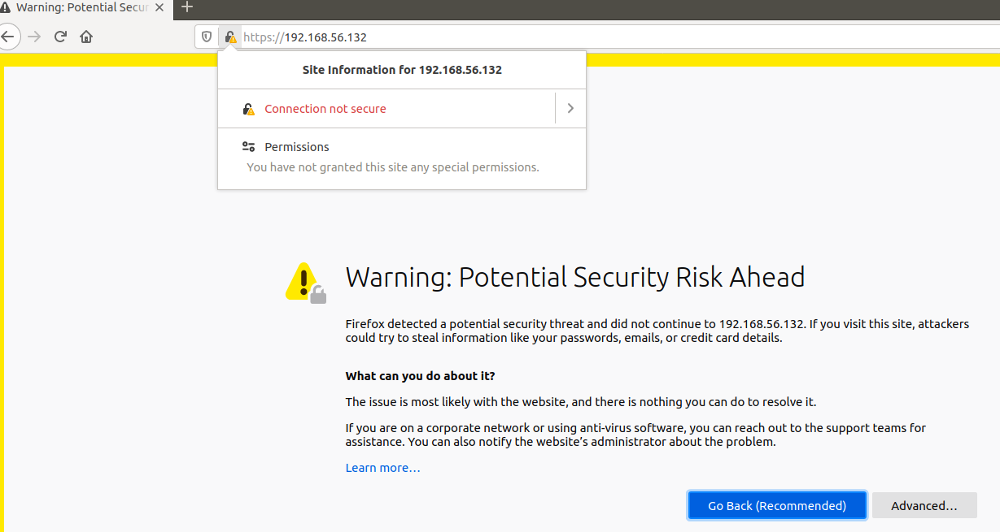 Warning: Potential Secur
https://192.168.56.132
Site Information for 192.168.56.132
Connection not secure
Permissions
You have not granted this site any special permissions.
Warning: Potential Security Risk Ahead
Firefox detected a potential security threat and did not continue to 192.168.56.132. If you visit this site, attackers
could try to steal information like your passwords, emails, or credit card details.
What can you do about it?
The issue is most likely with the website, and there is nothing you can do to resolve it.
If you are on a corporate network or using anti-virus software, you can reach out to the support teams for
assistance. You can also notify the website’s administrator about the problem.
Learn more…
Go Back (Recommended)
Advanced…